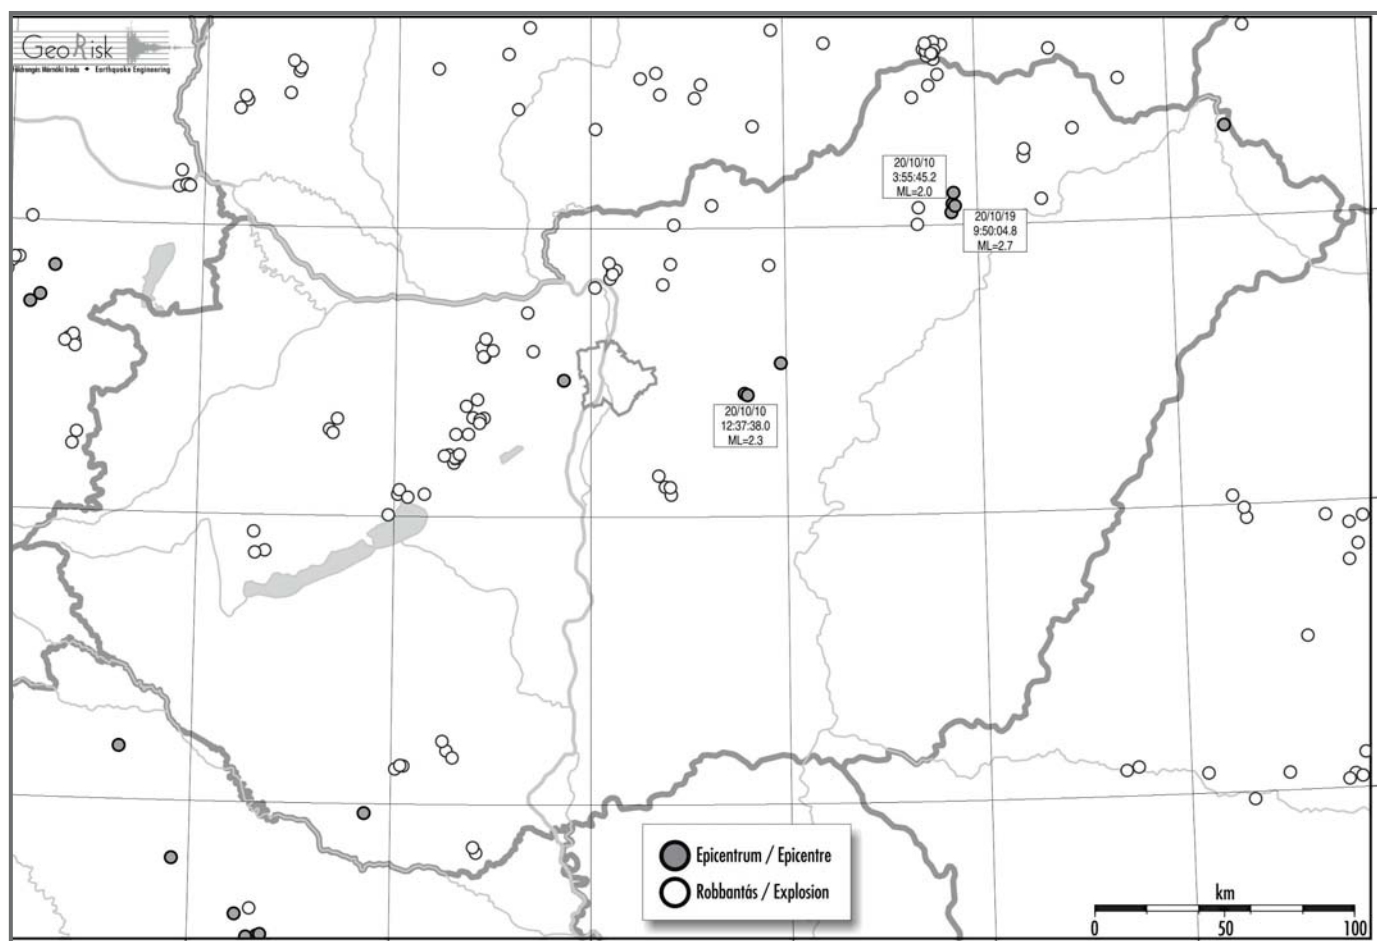 GeoRisk
Földrengés Mérnöki Iroda ✦ Earthquake Engineering
20/10/10
3:55:45.2
ML=2.0
20/10/19
9:50:04.8
ML=2.7
20/10/10
12:37:38.0
ML=2.3
Epicentrum / Epicentre
Robbantás / Explosion
km
0 50 100